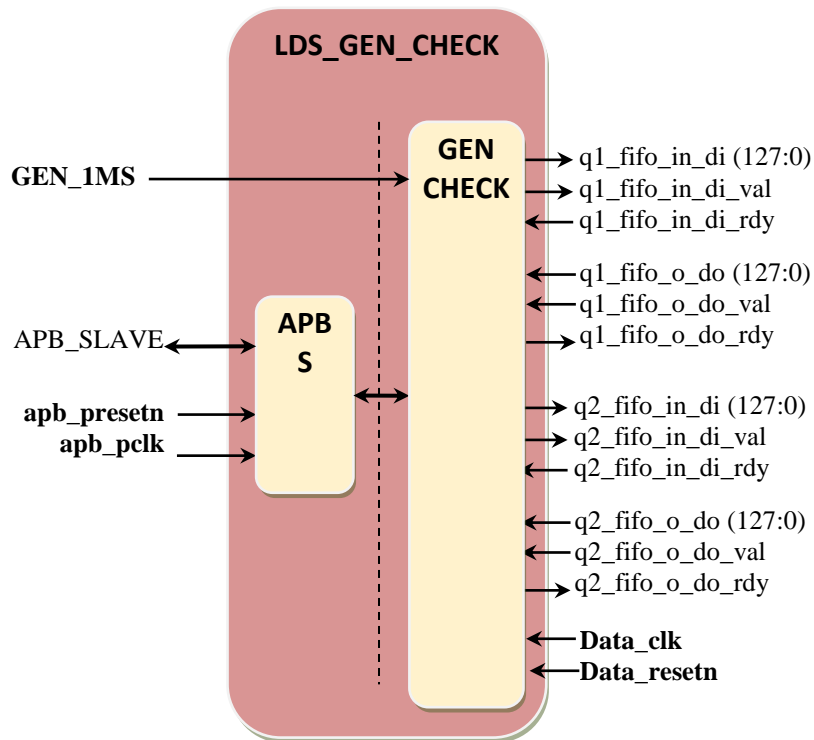 LDS_GEN_CHECK
GEN_1MS
APB_SLAVE
apb_presetn
apb_pclk
APB
S
GEN
CHECK
q1_fifo_in_di (127:0)
q1_fifo_in_di_val
q1_fifo_in_di_rdy
q1_fifo_o_do (127:0)
q1_fifo_o_do_val
q1_fifo_o_do_rdy
q2_fifo_in_di (127:0)
q2_fifo_in_di_val
q2_fifo_in_di_rdy
q2_fifo_o_do (127:0)
q2_fifo_o_do_val
q2_fifo_o_do_rdy
Data_clk
Data_resetn